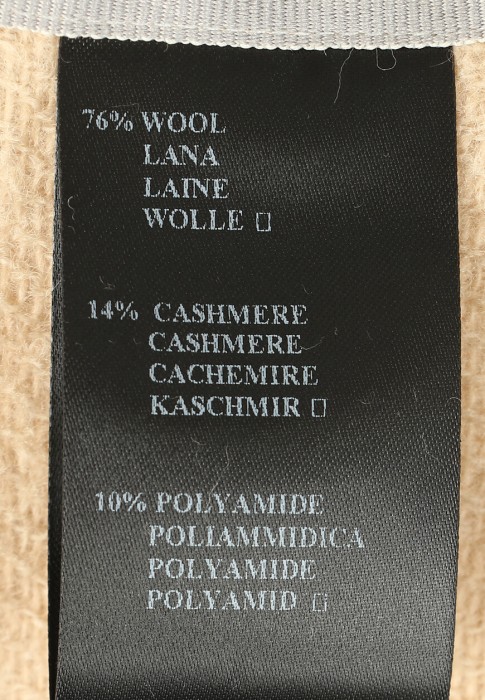 76% WOOL
LANA
LAINE
WOLLE □
14% CASHMERE
CASHMERE
CACHEMIRE
KASCHMIR □
10% POLYAMIDE
POLIAMMIDICA
POLYAMIDE
POLYAMID □